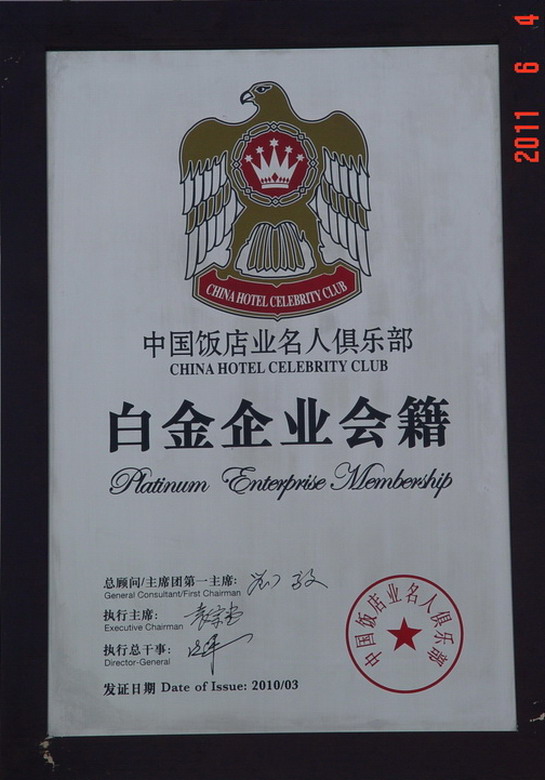 2011 6 4
CHINA HOTEL CELEBRITY CLUB
中国饭店业名人俱乐部
CHINA HOTEL CELEBRITY CLUB
白金企业会籍
Platinum Enterprise Membership
总顾问/主席团第一主席:
General Consultant/First Chairman
执行主席:
Executive Chairman
执行总干事:
Director-General
发证日期 Date of Issue: 2010/03
中国饭店业名人俱乐部